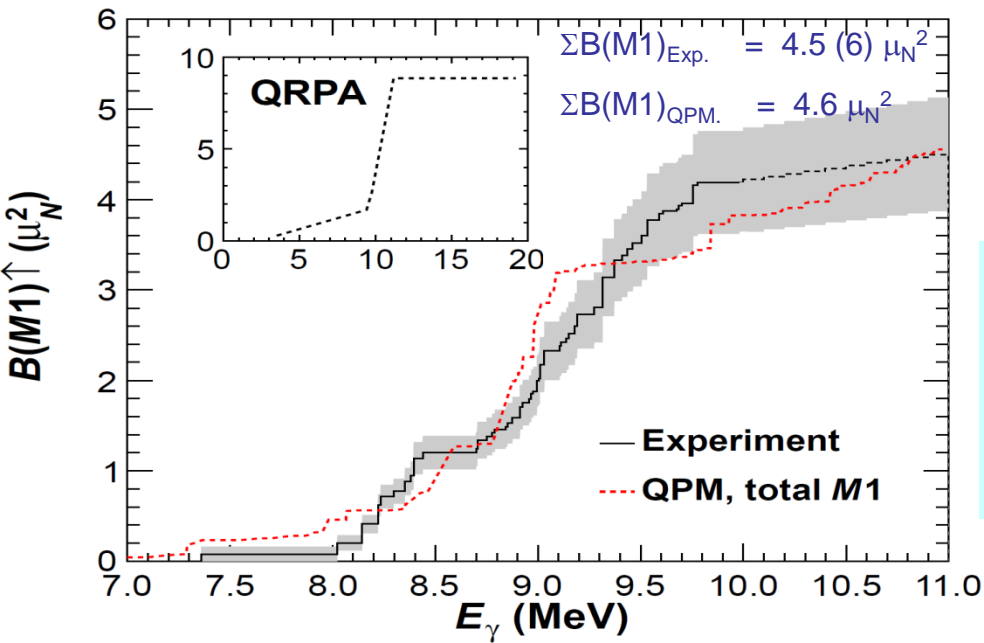 ΣB(M1)Exp. = 4.5 (6) μN2
ΣB(M1)QPM. = 4.6 μN2
QRPA
10
5
0
0 5 10 15 20
B(M1)↑ (μN2)
6
5
4
3
2
1
0
Experiment
QPM, total M1
7.0 7.5 8.0 8.5 9.0 9.5 10.0 10.5 11.0
Eγ (MeV)